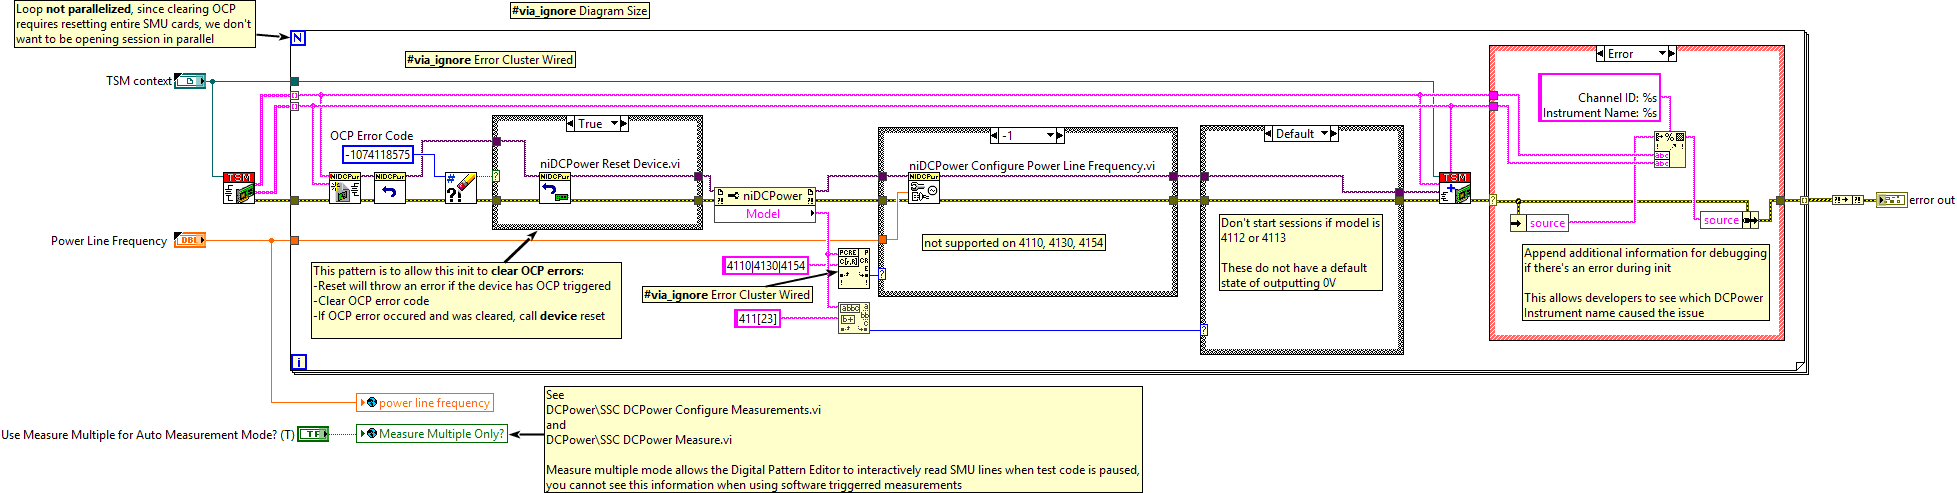 Loop not parallelized, since clearing OCP
requires resetting entire SMU cards, we don't
want to be opening session in parallel
#via_ignore Diagram Size
N
#via_ignore Error Cluster Wired
TSM context
OCP Error Code
-1074118575
True
niDCPower Reset Device.vi
-1
niDCPower Configure Power Line Frequency.vi
Default
Error
Channel ID: %s
Instrument Name: %s
TSM
NIDCPwr
NIDCPwr
#
?!
NIDCPwr
niDCPower
Model
NIDCPwr
TSM
abc
abc
source
source
error out
Power Line Frequency
DBL
not supported on 4110, 4130, 4154
4110|4130|4154
PCRE
#via_ignore Error Cluster Wired
411[23]
Don't start sessions if model is
4112 or 4113
These do not have a default
state of outputting 0V
Append additional information for debugging
if there's an error during init
This allows developers to see which DCPower
Instrument name caused the issue
This pattern is to allow this init to clear OCP errors:
-Reset will throw an error if the device has OCP triggered
-Clear OCP error code
-If OCP error occured and was cleared, call device reset
i
power line frequency
Use Measure Multiple for Auto Measurement Mode? (T)
TF
Measure Multiple Only?
See
DCPower\SSC DCPower Configure Measurements.vi
and
DCPower\SSC DCPower Measure.vi
Measure multiple mode allows the Digital Pattern Editor to interactively read SMU lines when test code is paused,
you cannot see this information when using software triggerred measurements